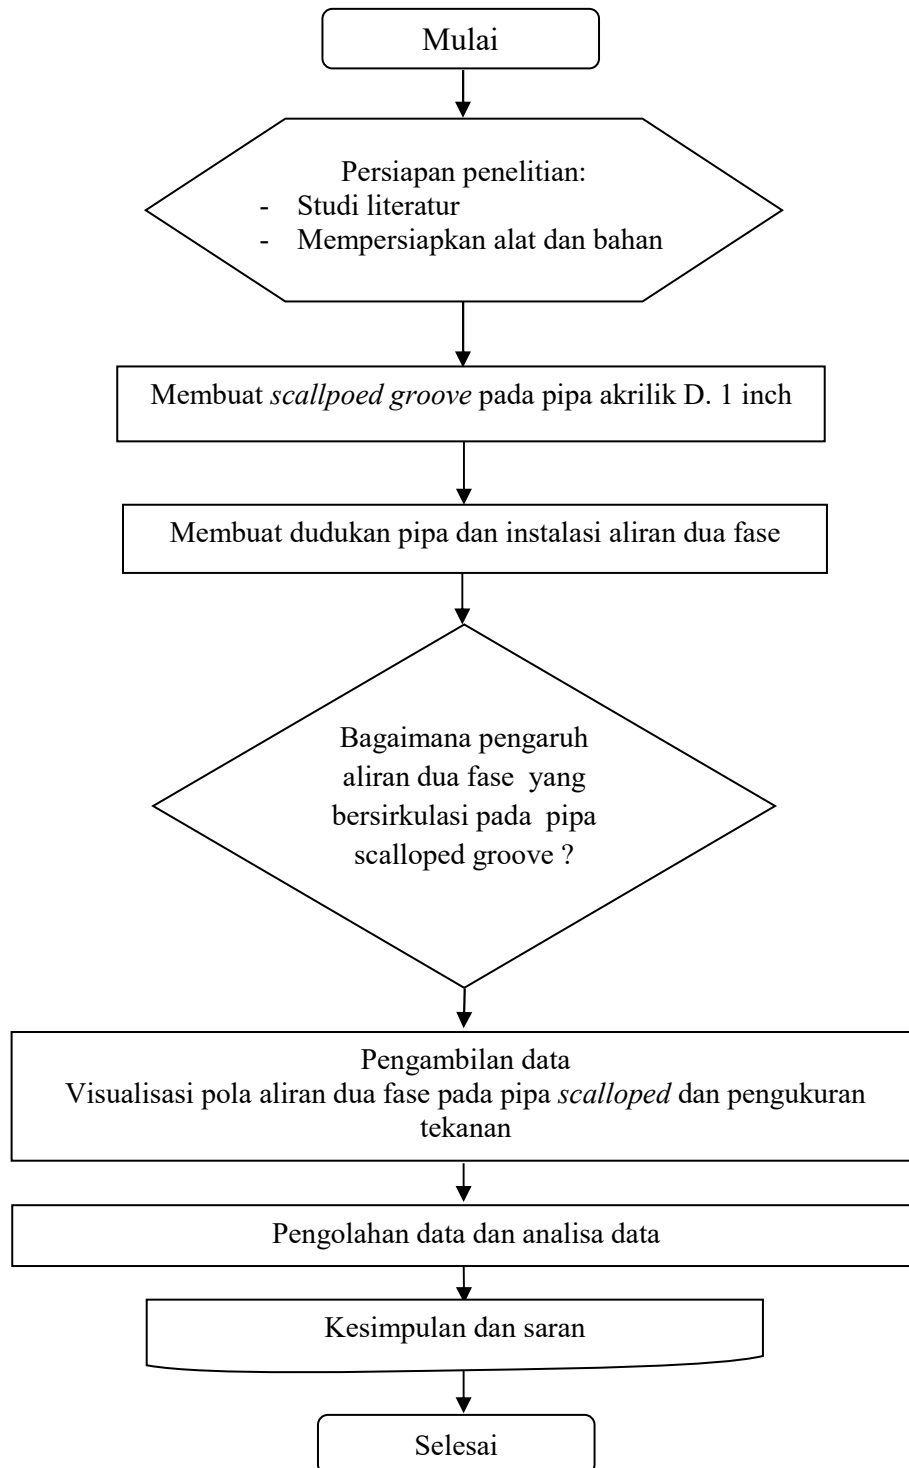 Mulai
Persiapan penelitian:
- Studi literatur
- Mempersiapkan alat dan bahan
Membuat scallpoed groove pada pipa akrilik D. 1 inch
Membuat dudukan pipa dan instalasi aliran dua fase
Bagaimana pengaruh
aliran dua fase yang
bersirkulasi pada pipa
scalloped groove ?
Pengambilan data
Visualisasi pola aliran dua fase pada pipa scalloped dan pengukuran
tekanan
Pengolahan data dan analisa data
Kesimpulan dan saran
Selesai